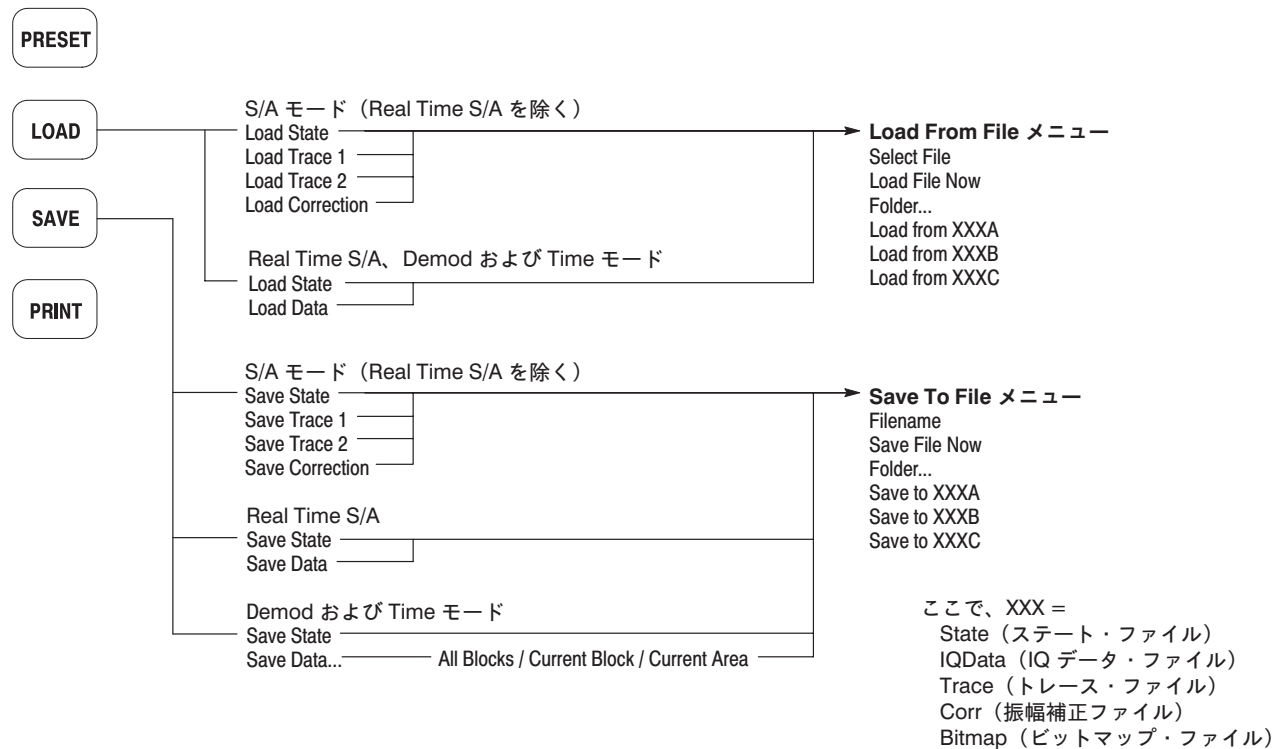 PRESET
LOAD
SAVE
PRINT
S/A モード（Real Time S/A を除く）
Load State
Load Trace 1
Load Trace 2
Load Correction
Real Time S/A、Demod および Time モード
Load State
Load Data
Load From File メニュー
Select File
Load File Now
Folder...
Load from XXXA
Load from XXXB
Load from XXXC
S/A モード（Real Time S/A を除く）
Save State
Save Trace 1
Save Trace 2
Save Correction
Real Time S/A
Save State
Save Data
Demod および Time モード
Save State
Save Data... All Blocks / Current Block / Current Area
Save To File メニュー
Filename
Save File Now
Folder...
Save to XXXA
Save to XXXB
Save to XXXC
ここで、XXX =
State（ステート・ファイル）
IQData（IQ データ・ファイル）
Trace（トレース・ファイル）
Corr（振幅補正ファイル）
Bitmap（ビットマップ・ファイル）